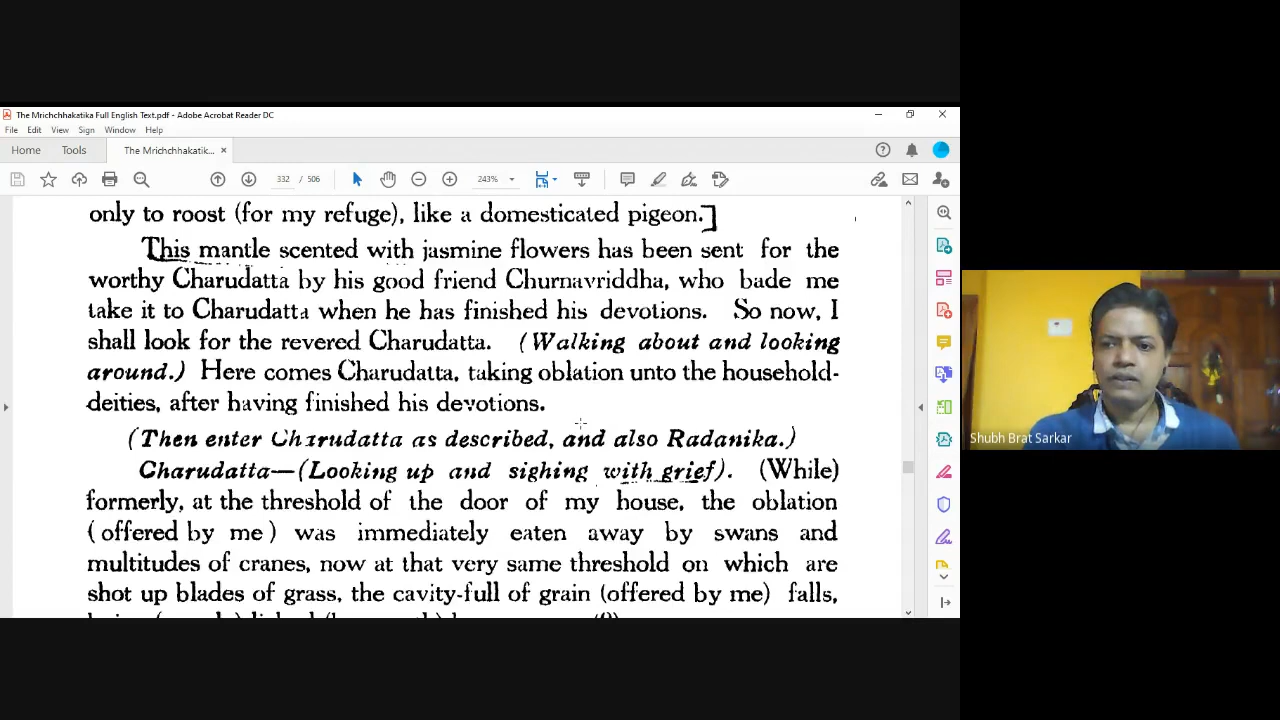 The Mrichchhakatika Full English Text.pdf - Adobe Acrobat Reader DC
File Edit View Sign Window Help
Home Tools The Mrichchhakatik... ×
332 / 506 243%
only to roost (for my refuge), like a domesticated pigeon.]
This mantle scented with jasmine flowers has been sent for the
worthy Charudatta by his good friend Churnavriddha, who bade me
take it to Charudatta when he has finished his devotions. So now, I
shall look for the revered Charudatta. (Walking about and looking
around.) Here comes Charudatta, taking oblation unto the household-
deities, after having finished his devotions.
(Then enter Charudatta as described, and also Radanika.)
Charudatta—(Looking up and sighing with grief). (While)
formerly, at the threshold of the door of my house, the oblation
(offered by me) was immediately eaten away by swans and
multitudes of cranes, now at that very same threshold on which are
shot up blades of grass, the cavity-full of grain (offered by me) falls,
Shubh Brat Sarkar